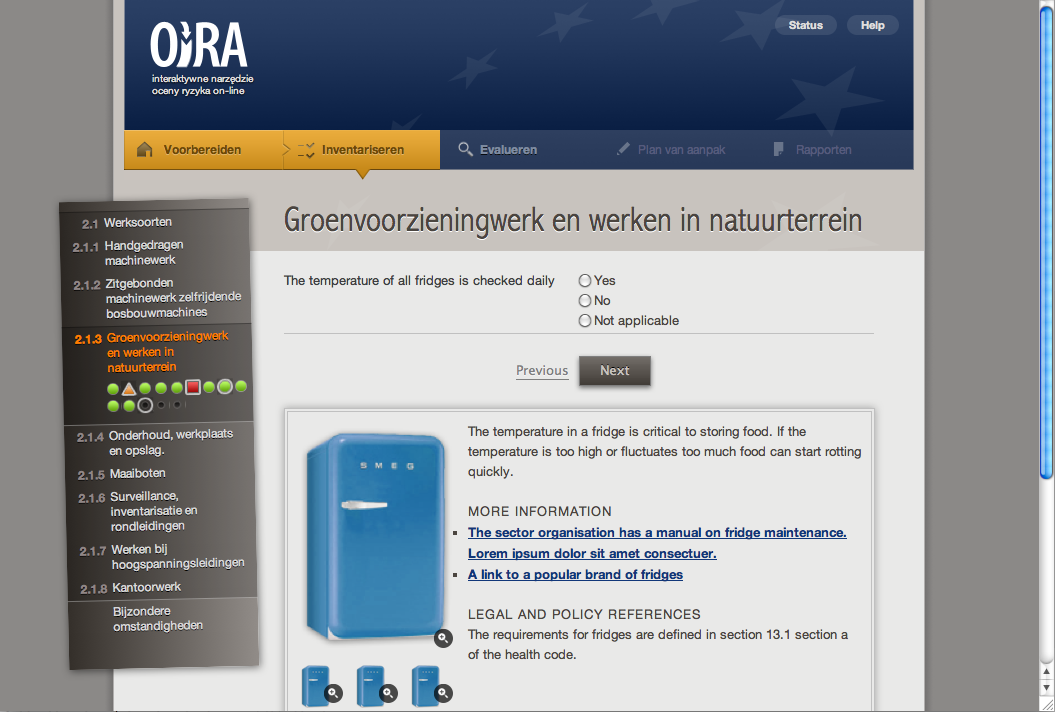 Status
Help
OiRA
interaktywne narzędzie
oceny ryzyka on-line
Voorbereiden
Inventariseren
Evalueren
Plan van aanpak
Rapporten
2.1 Werksoorten
2.1.1 Handgedragen
machinewerk
2.1.2 Zitgebonden
machinewerk zelfrijdende
bosbouwmachines
2.1.3 Groenvoorzieningwerk
en werken in
natuurterrein
2.1.4 Onderhoud, werkplaats
en opslag.
2.1.5 Maaiboten
2.1.6 Surveillance,
inventarisatie en
rondleidingen
2.1.7 Werken bij
hoogspanningsleidingen
2.1.8 Kantoorwerk
Bijzondere
omstandigheden
Groenvoorzieningwerk en werken in natuurterrein
The temperature of all fridges is checked daily
Yes
No
Not applicable
Previous
Next
SMEG
The temperature in a fridge is critical to storing food. If the
temperature is too high or fluctuates too much food can start rotting
quickly.
MORE INFORMATION
The sector organisation has a manual on fridge maintenance.
Lorem ipsum dolor sit amet consectuer.
A link to a popular brand of fridges
LEGAL AND POLICY REFERENCES
The requirements for fridges are defined in section 13.1 section a
of the health code.